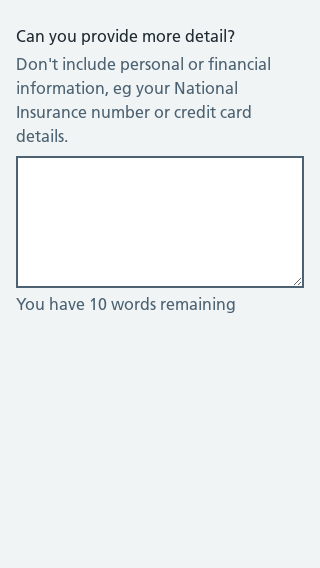 Can you provide more detail?
Don't include personal or financial
information, eg your National
Insurance number or credit card
details.
You have 10 words remaining